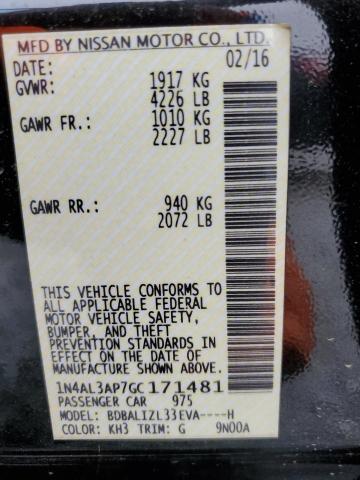 MFD BY NISSAN MOTOR CO., LTD.
DATE: 02/16
GVWR: 1917 KG
4226 LB
GAWR FR.: 1010 KG
2227 LB
GAWR RR.: 940 KG
2072 LB
THIS VEHICLE CONFORMS TO
ALL APPLICABLE FEDERAL
MOTOR VEHICLE SAFETY,
BUMPER, AND THEFT
PREVENTION STANDARDS IN
EFFECT ON THE DATE OF
MANUFACTURE SHOWN ABOVE.
1N4AL3AP7GC171481
PASSENGER CAR 975
MODEL: BDBALIZL33EVA----H
COLOR: KH3 TRIM: G 9N00A